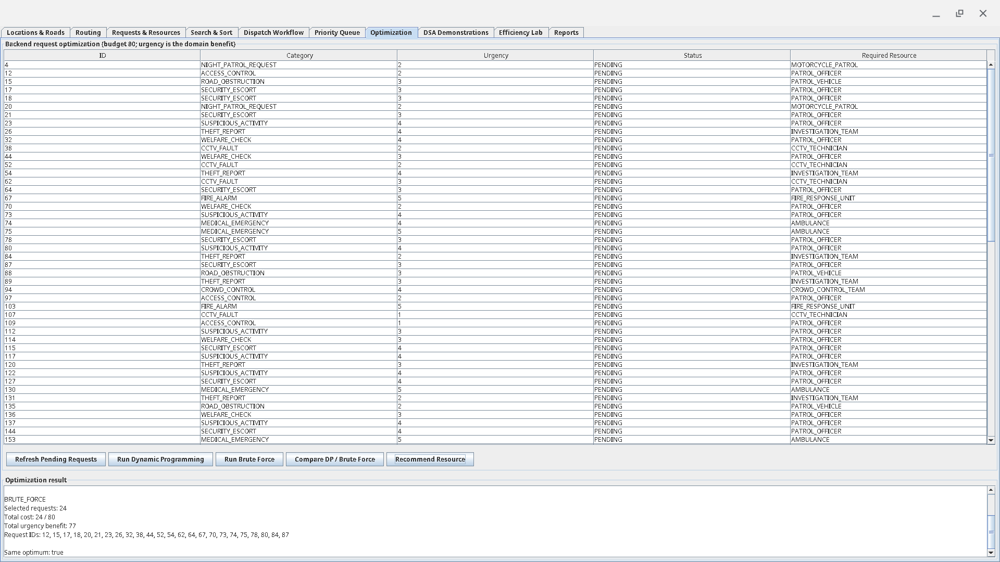 Locations & Roads Routing Requests & Resources Search & Sort Dispatch Workflow Priority Queue Optimization DSA Demonstrations Efficiency Lab Reports
Backend request optimization (budget 80; urgency is the domain benefit)
ID Category Urgency Status Required Resource
4 NIGHT_PATROL_REQUEST 2 PENDING MOTORCYCLE_PATROL
12 ACCESS_CONTROL 2 PENDING PATROL_OFFICER
15 ROAD_OBSTRUCTION 3 PENDING PATROL_VEHICLE
17 SECURITY_ESCORT 3 PENDING PATROL_OFFICER
18 SECURITY_ESCORT 3 PENDING PATROL_OFFICER
20 NIGHT_PATROL_REQUEST 2 PENDING MOTORCYCLE_PATROL
21 SECURITY_ESCORT 3 PENDING PATROL_OFFICER
23 SUSPICIOUS_ACTIVITY 4 PENDING PATROL_OFFICER
26 THEFT_REPORT 4 PENDING INVESTIGATION_TEAM
32 WELFARE_CHECK 4 PENDING PATROL_OFFICER
38 CCTV_FAULT 2 PENDING CCTV_TECHNICIAN
44 WELFARE_CHECK 3 PENDING PATROL_OFFICER
52 CCTV_FAULT 2 PENDING CCTV_TECHNICIAN
54 THEFT_REPORT 4 PENDING INVESTIGATION_TEAM
62 CCTV_FAULT 3 PENDING CCTV_TECHNICIAN
64 SECURITY_ESCORT 3 PENDING PATROL_OFFICER
67 FIRE_ALARM 5 PENDING FIRE_RESPONSE_UNIT
70 WELFARE_CHECK 2 PENDING PATROL_OFFICER
73 SUSPICIOUS_ACTIVITY 4 PENDING PATROL_OFFICER
74 MEDICAL_EMERGENCY 4 PENDING AMBULANCE
75 MEDICAL_EMERGENCY 5 PENDING AMBULANCE
78 SECURITY_ESCORT 3 PENDING PATROL_OFFICER
80 SUSPICIOUS_ACTIVITY 4 PENDING PATROL_OFFICER
84 THEFT_REPORT 2 PENDING INVESTIGATION_TEAM
87 SECURITY_ESCORT 3 PENDING PATROL_OFFICER
88 ROAD_OBSTRUCTION 3 PENDING PATROL_VEHICLE
89 THEFT_REPORT 3 PENDING INVESTIGATION_TEAM
94 CROWD_CONTROL 4 PENDING CROWD_CONTROL_TEAM
97 ACCESS_CONTROL 2 PENDING PATROL_OFFICER
103 FIRE_ALARM 5 PENDING FIRE_RESPONSE_UNIT
107 CCTV_FAULT 1 PENDING CCTV_TECHNICIAN
109 ACCESS_CONTROL 1 PENDING PATROL_OFFICER
112 SUSPICIOUS_ACTIVITY 3 PENDING PATROL_OFFICER
114 WELFARE_CHECK 3 PENDING PATROL_OFFICER
115 SECURITY_ESCORT 4 PENDING PATROL_OFFICER
117 SUSPICIOUS_ACTIVITY 4 PENDING PATROL_OFFICER
120 THEFT_REPORT 3 PENDING INVESTIGATION_TEAM
122 SUSPICIOUS_ACTIVITY 4 PENDING PATROL_OFFICER
127 SECURITY_ESCORT 4 PENDING PATROL_OFFICER
130 MEDICAL_EMERGENCY 5 PENDING AMBULANCE
131 THEFT_REPORT 2 PENDING INVESTIGATION_TEAM
135 ROAD_OBSTRUCTION 2 PENDING PATROL_VEHICLE
136 WELFARE_CHECK 3 PENDING PATROL_OFFICER
137 SUSPICIOUS_ACTIVITY 4 PENDING PATROL_OFFICER
144 SECURITY_ESCORT 4 PENDING PATROL_OFFICER
153 MEDICAL_EMERGENCY 5 PENDING AMBULANCE
Refresh Pending Requests Run Dynamic Programming Run Brute Force Compare DP / Brute Force Recommend Resource
Optimization result
BRUTE_FORCE
Selected requests: 24
Total cost: 24 / 80
Total urgency benefit: 77
Request IDs: 12, 15, 17, 18, 20, 21, 23, 26, 32, 38, 44, 52, 54, 62, 64, 67, 70, 73, 74, 75, 78, 80, 84, 87
Same optimum: true